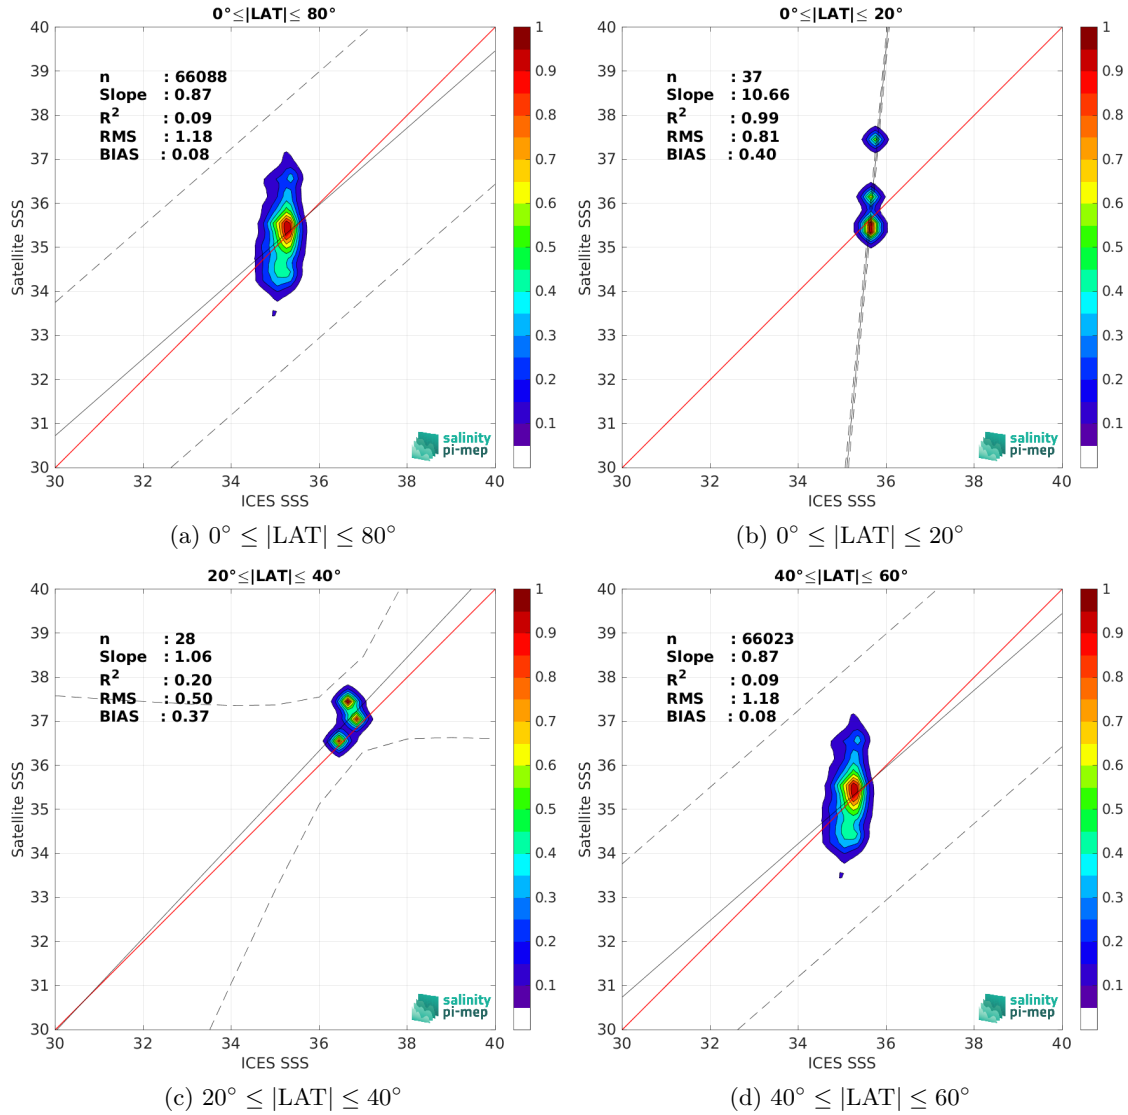 0°≤|LAT|≤ 80°
n : 66088
Slope : 0.87
R² : 0.09
RMS : 1.18
BIAS : 0.08
40
39
38
37
36
35
34
33
32
31
30
Satellite SSS
30 32 34 36 38 40
ICES SSS
salinity
pi-mep
1
0.9
0.8
0.7
0.6
0.5
0.4
0.3
0.2
0.1
(a) 0° ≤ |LAT| ≤ 80°
0°≤|LAT|≤ 20°
n : 37
Slope : 10.66
R² : 0.99
RMS : 0.81
BIAS : 0.40
40
39
38
37
36
35
34
33
32
31
30
Satellite SSS
30 32 34 36 38 40
ICES SSS
salinity
pi-mep
1
0.9
0.8
0.7
0.6
0.5
0.4
0.3
0.2
0.1
(b) 0° ≤ |LAT| ≤ 20°
20°≤|LAT|≤ 40°
n : 28
Slope : 1.06
R² : 0.20
RMS : 0.50
BIAS : 0.37
40
39
38
37
36
35
34
33
32
31
30
Satellite SSS
30 32 34 36 38 40
ICES SSS
salinity
pi-mep
1
0.9
0.8
0.7
0.6
0.5
0.4
0.3
0.2
0.1
(c) 20° ≤ |LAT| ≤ 40°
40°≤|LAT|≤ 60°
n : 66023
Slope : 0.87
R² : 0.09
RMS : 1.18
BIAS : 0.08
40
39
38
37
36
35
34
33
32
31
30
Satellite SSS
30 32 34 36 38 40
ICES SSS
salinity
pi-mep
1
0.9
0.8
0.7
0.6
0.5
0.4
0.3
0.2
0.1
(d) 40° ≤ |LAT| ≤ 60°